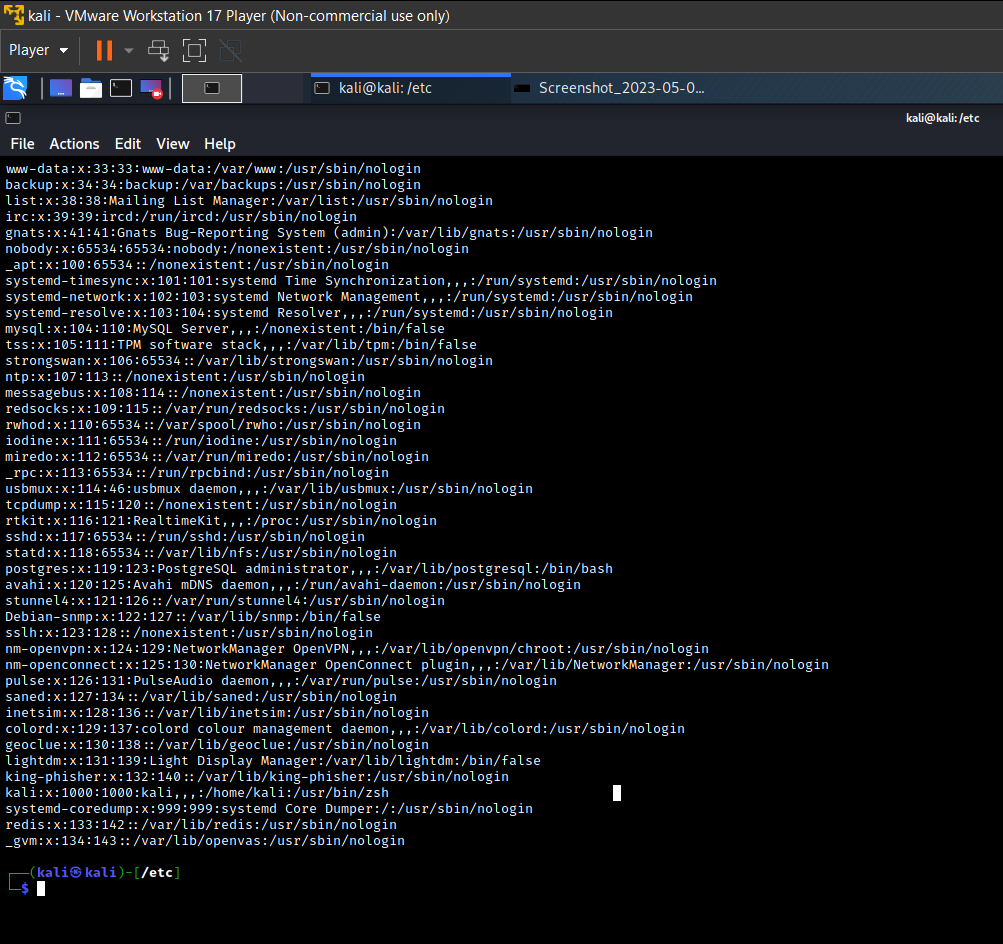 kali - VMware Workstation 17 Player (Non-commercial use only)
Player
kali@kali: /etc
Screenshot_2023-05-0...
kali@kali: /etc
File Actions Edit View Help
www-data:x:33:33:www-data:/var/www:/usr/sbin/nologin
backup:x:34:34:backup:/var/backups:/usr/sbin/nologin
list:x:38:38:Mailing List Manager:/var/list:/usr/sbin/nologin
irc:x:39:39:ircd:/run/ircd:/usr/sbin/nologin
gnats:x:41:41:Gnats Bug-Reporting System (admin):/var/lib/gnats:/usr/sbin/nologin
nobody:x:65534:65534:nobody:/nonexistent:/usr/sbin/nologin
_apt:x:100:65534::/nonexistent:/usr/sbin/nologin
systemd-timesync:x:101:101:systemd Time Synchronization,,,:/run/systemd:/usr/sbin/nologin
systemd-network:x:102:103:systemd Network Management,,,:/run/systemd:/usr/sbin/nologin
systemd-resolve:x:103:104:systemd Resolver,,,:/run/systemd:/usr/sbin/nologin
mysql:x:104:110:MySQL Server,,,:/nonexistent:/bin/false
tss:x:105:111:TPM software stack,,,:/var/lib/tpm:/bin/false
strongswan:x:106:65534::/var/lib/strongswan:/usr/sbin/nologin
ntp:x:107:113::/nonexistent:/usr/sbin/nologin
messagebus:x:108:114::/nonexistent:/usr/sbin/nologin
redsocks:x:109:115::/var/run/redsocks:/usr/sbin/nologin
rwhod:x:110:65534::/var/spool/rwho:/usr/sbin/nologin
iodine:x:111:65534::/run/iodine:/usr/sbin/nologin
miredo:x:112:65534::/var/run/miredo:/usr/sbin/nologin
_rpc:x:113:65534::/run/rpcbind:/usr/sbin/nologin
usbmux:x:114:46:usbmux daemon,,,:/var/lib/usbmux:/usr/sbin/nologin
tcpdump:x:115:120::/nonexistent:/usr/sbin/nologin
rtkit:x:116:121:RealtimeKit,,,:/proc:/usr/sbin/nologin
sshd:x:117:65534::/run/sshd:/usr/sbin/nologin
statd:x:118:65534::/var/lib/nfs:/usr/sbin/nologin
postgres:x:119:123:PostgreSQL administrator,,,:/var/lib/postgresql:/bin/bash
avahi:x:120:125:Avahi mDNS daemon,,,:/run/avahi-daemon:/usr/sbin/nologin
stunnel4:x:121:126::/var/run/stunnel4:/usr/sbin/nologin
Debian-snmp:x:122:127::/var/lib/snmp:/bin/false
sslh:x:123:128::/nonexistent:/usr/sbin/nologin
nm-openvpn:x:124:129:NetworkManager OpenVPN,,,:/var/lib/openvpn/chroot:/usr/sbin/nologin
nm-openconnect:x:125:130:NetworkManager OpenConnect plugin,,,:/var/lib/NetworkManager:/usr/sbin/nologin
pulse:x:126:131:PulseAudio daemon,,,:/var/run/pulse:/usr/sbin/nologin
saned:x:127:134::/var/lib/saned:/usr/sbin/nologin
inetsim:x:128:136::/var/lib/inetsim:/usr/sbin/nologin
colord:x:129:137:colord colour management daemon,,,:/var/lib/colord:/usr/sbin/nologin
geoclue:x:130:138::/var/lib/geoclue:/usr/sbin/nologin
lightdm:x:131:139:Light Display Manager:/var/lib/lightdm:/bin/false
king-phisher:x:132:140::/var/lib/king-phisher:/usr/sbin/nologin
kali:x:1000:1000:kali,,,:/home/kali:/usr/bin/zsh
systemd-coredump:x:999:999:systemd Core Dumper:/:/usr/sbin/nologin
redis:x:133:142::/var/lib/redis:/usr/sbin/nologin
_gvm:x:134:143::/var/lib/openvas:/usr/sbin/nologin
┌──(kali㉿kali)-[/etc]
└─$